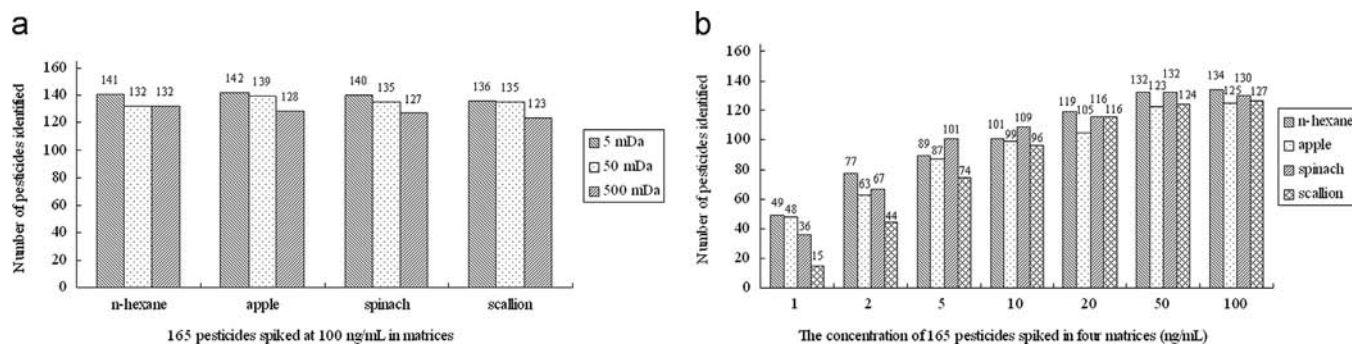 a
Number of pesticides identified
160
140
120
100
80
60
40
20
0
141 132 132
142 139 128
140 135 127
136 135 123
n-hexane apple spinach scallion
165 pesticides spiked at 100 ng/mL in matrices
5 mDa
50 mDa
500 mDa
b
Number of pesticides identified
160
140
120
100
80
60
40
20
0
49 48 36 15
77 63 67 44
89 87 101 74
101 99 109 96
119 105 116 116
132 123 132 124
134 125 130 127
1 2 5 10 20 50 100
The concentration of 165 pesticides spiked in four matrices (ng/mL)
n-hexane
apple
spinach
scallion